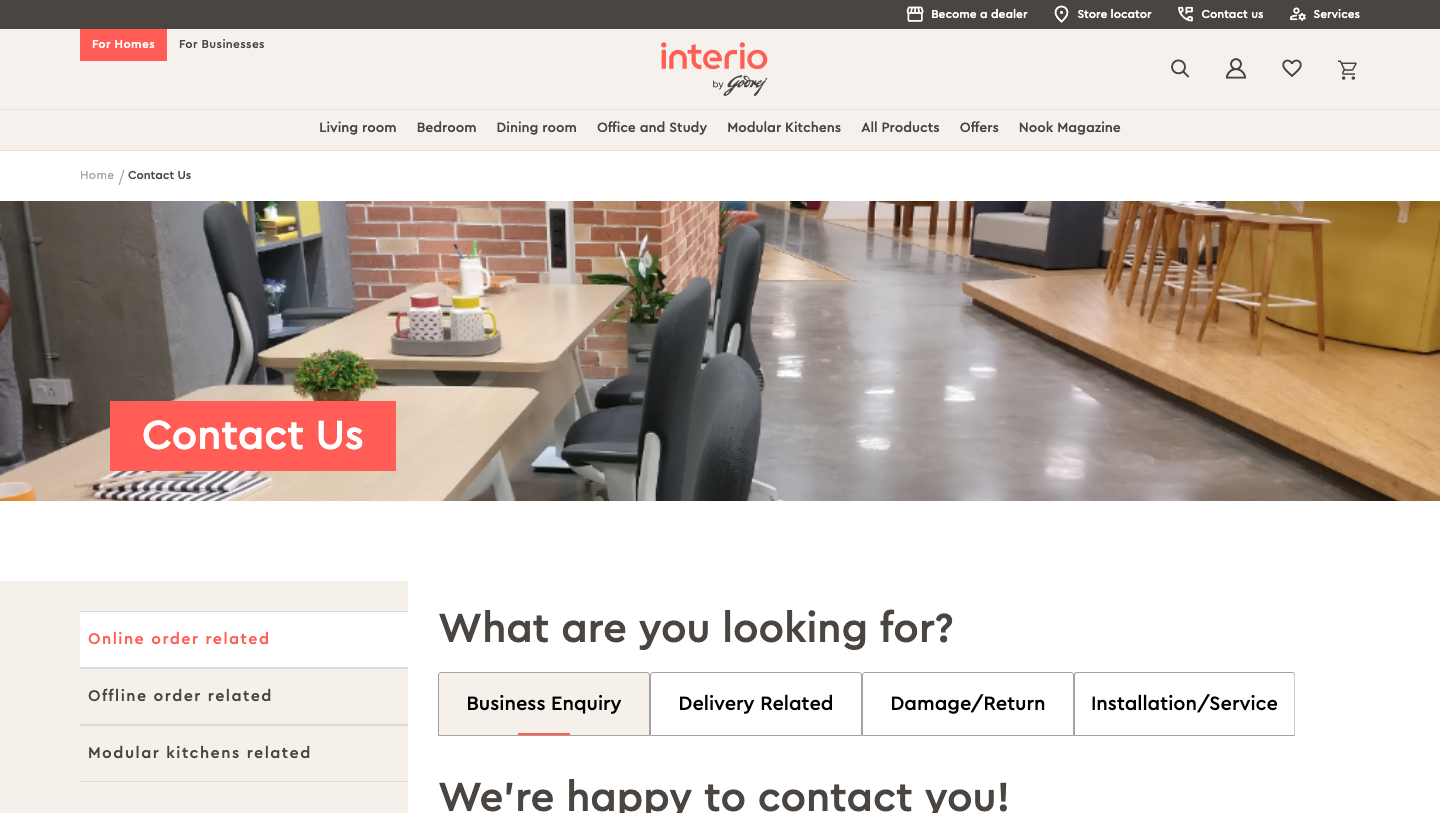 Become a dealer
Store locator
Contact us
Services
For Homes
For Businesses
interio
by Godrej
Living room
Bedroom
Dining room
Office and Study
Modular Kitchens
All Products
Offers
Nook Magazine
Home / Contact Us
Contact Us
Online order related
Offline order related
Modular kitchens related
What are you looking for?
Business Enquiry
Delivery Related
Damage/Return
Installation/Service
We're happy to contact you!